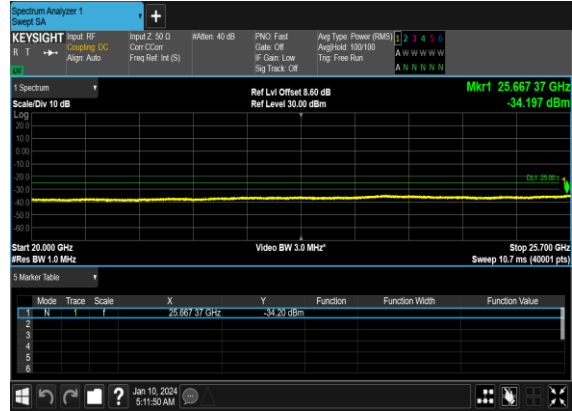 Spectrum Analyzer 1
Swept SA
+
KEYSIGHT Input: RF Input Z: 50 Ω #Atten: 40 dB PNO: Fast Avg Type: Power (RMS) 1 2 3 4 5 6
R T Coupling: DC Corr CCorr Gate: Off Avg|Hold: 100/100 A W W W W W
Align: Auto Freq Ref: Int (S) IF Gain: Low Trig: Free Run
Sig Track: Off A N N N N N
1 Spectrum Ref Lvl Offset 8.60 dB Mkr1 25.667 37 GHz
Scale/Div 10 dB Ref Level 30.00 dBm -34.197 dBm
Log
20.0
10.0
0.00
-10.0
-20.0
DL1 -25.00 1
-30.0
-40.0
-50.0
-60.0
Start 20.000 GHz Video BW 3.0 MHz* Stop 25.700 GHz
#Res BW 1.0 MHz Sweep 10.7 ms (40001 pts)
5 Marker Table
Mode Trace Scale X Y Function Function Width Function Value
1 N 1 f 25.667 37 GHz -34.20 dBm
2
3
4
5
6
? Jan 10, 2024
5:11:50 AM